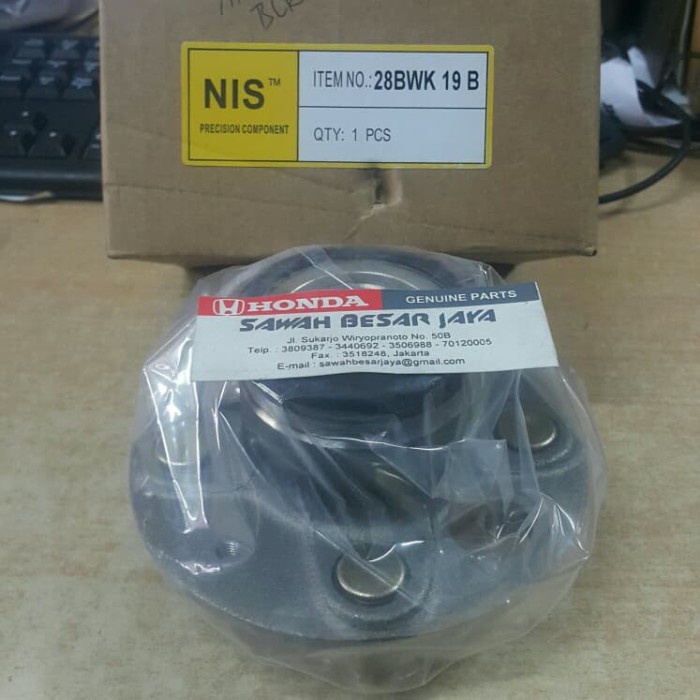 NIS™
PRECISION COMPONENT
ITEM NO.: 28BWK 19 B
QTY: 1 PCS
HONDA GENUINE PARTS
SAWAH BESAR JAYA
Jl. Sukarjo Wiryopranoto No. 50B
Telp. : 3809387 - 3440692 - 3506988 - 70120005
Fax. : 3518248, Jakarta
E-mail : sawahbesarjaya@gmail.com